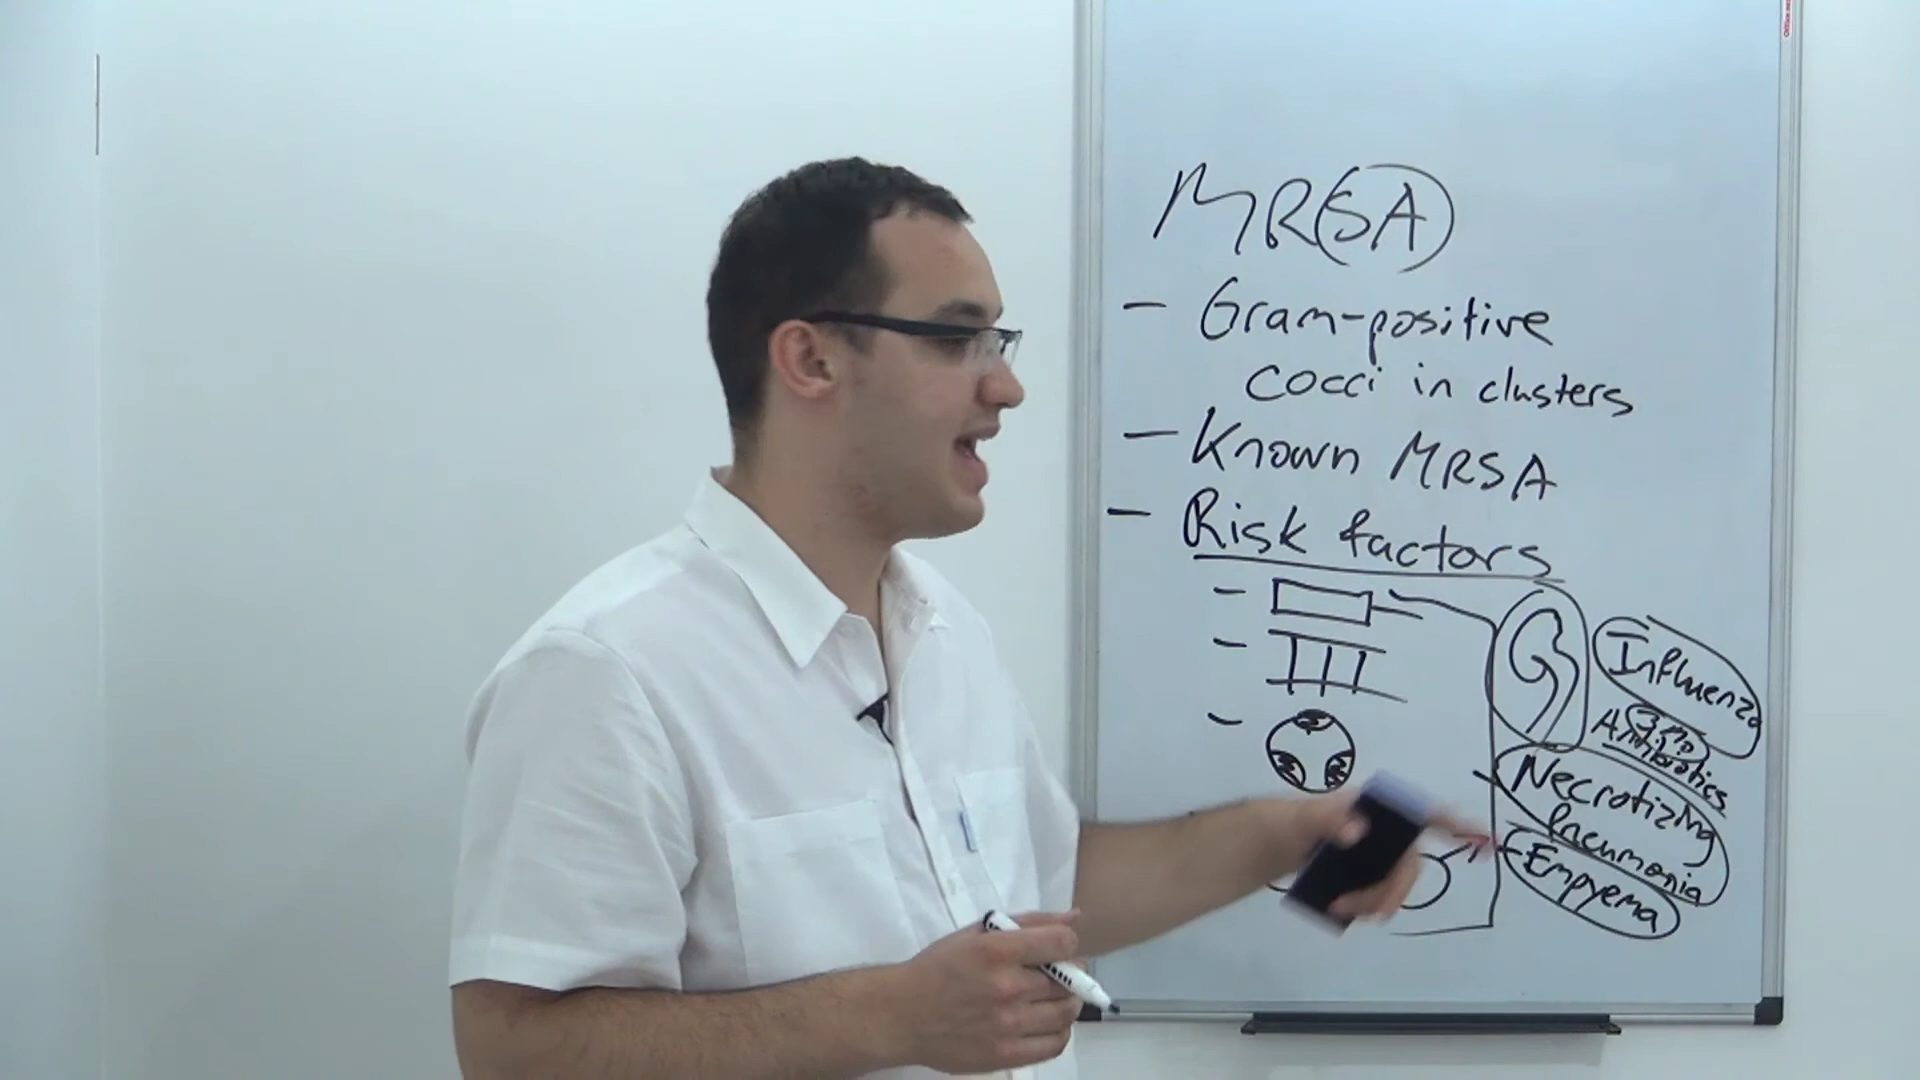 MRSA
- Gram-positive
cocci in clusters
- Known MRSA
- Risk factors
Influenza
Antibiotics
Necrotizing
Pneumonia
Empyema